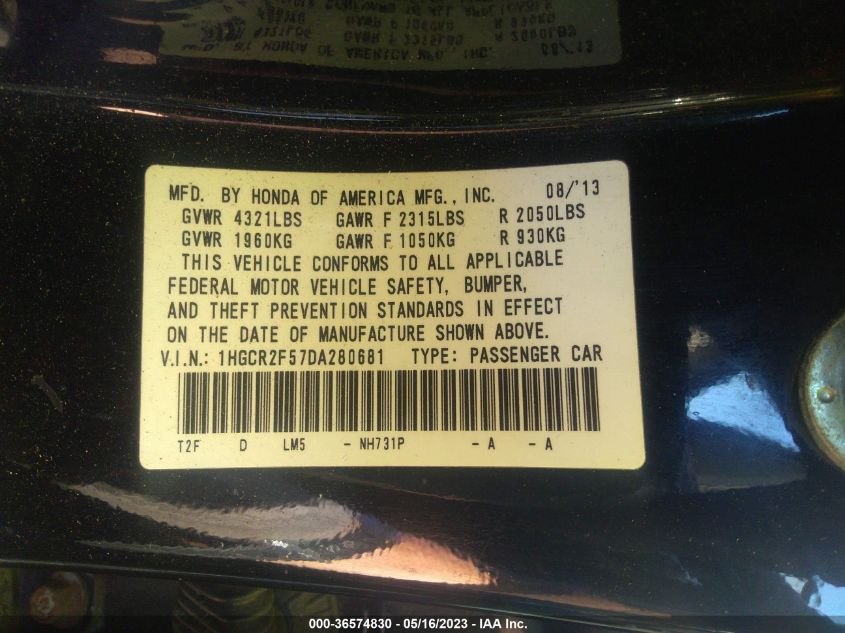 MFD. BY HONDA OF AMERICA MFG., INC. 08/'13
GVWR 4321LBS GAWR F 2315LBS R 2050LBS
GVWR 1960KG GAWR F 1050KG R 930KG
THIS VEHICLE CONFORMS TO ALL APPLICABLE
FEDERAL MOTOR VEHICLE SAFETY, BUMPER,
AND THEFT PREVENTION STANDARDS IN EFFECT
ON THE DATE OF MANUFACTURE SHOWN ABOVE.
V.I.N.: 1HGCR2F57DA280681 TYPE: PASSENGER CAR
T2F D LM5 - NH731P - A - A
000-36574830 - 05/16/2023 - IAA Inc.